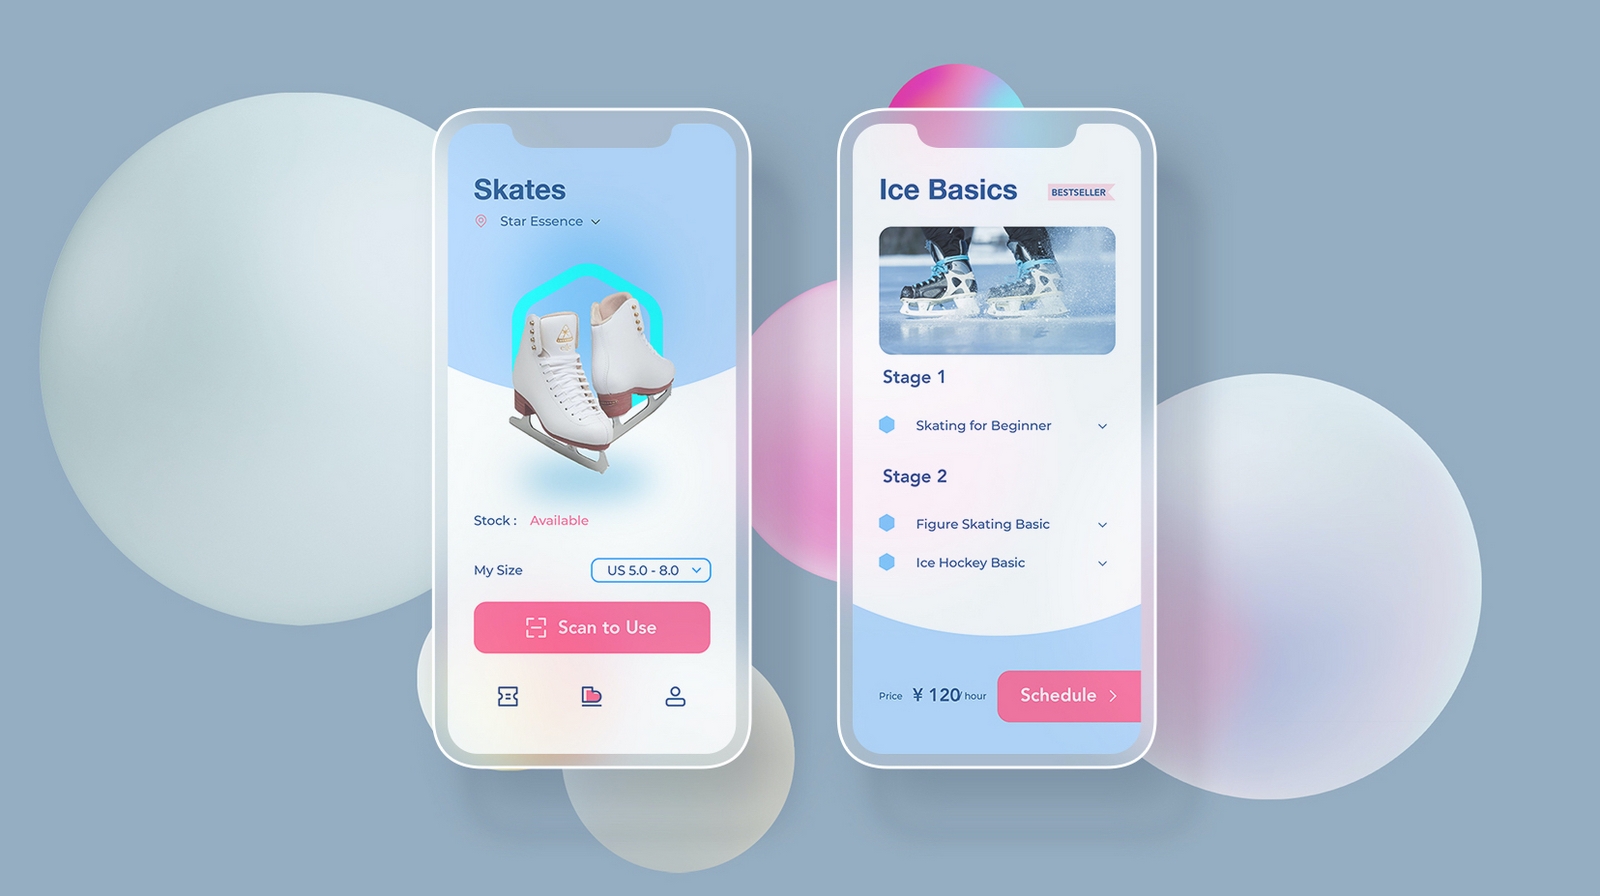 Skates
Star Essence
Stock : Available
My Size
US 5.0 - 8.0
Scan to Use
Ice Basics
BESTSELLER
Stage 1
Skating for Beginner
Stage 2
Figure Skating Basic
Ice Hockey Basic
Price ¥ 120/ hour
Schedule